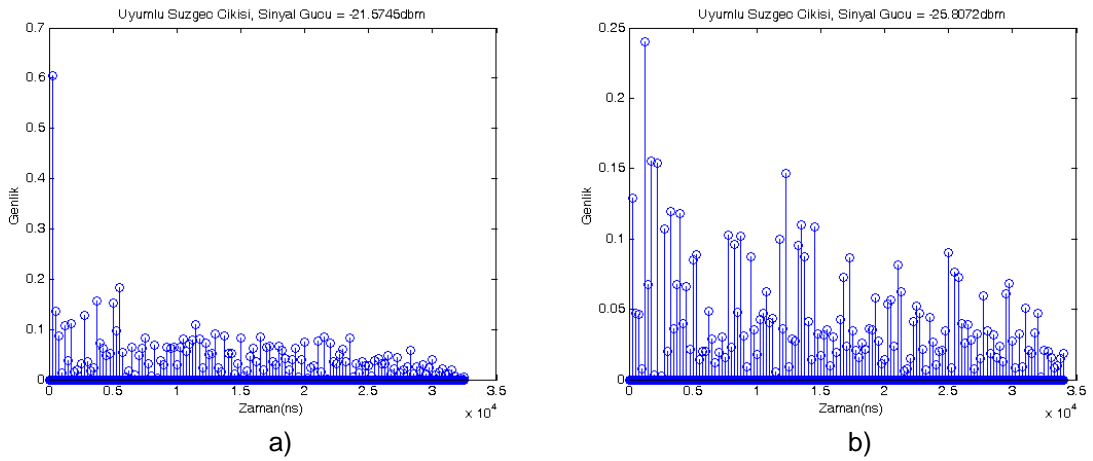 Uyumlu Suzgec Cikisi, Sinyal Gucu = -21.5745dbm
0.7
0.6
0.5
0.4
0.3
0.2
0.1
0
Genlik
0 0.5 1 1.5 2 2.5 3 3.5
Zaman(ns)
x 10^4
a)
Uyumlu Suzgec Cikisi, Sinyal Gucu = -25.8072dbm
0.25
0.2
0.15
0.1
0.05
0
Genlik
0 0.5 1 1.5 2 2.5 3 3.5
Zaman(ns)
x 10^4
b)